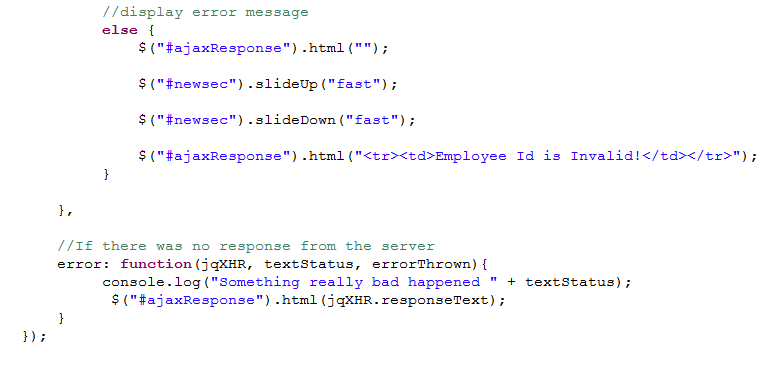 //display error message
else {
$("#ajaxResponse").html("");
$("#newsec").slideUp("fast");
$("#newsec").slideDown("fast");
$("#ajaxResponse").html("<tr><td>Employee Id is Invalid!</td></tr>");
}
},
//If there was no response from the server
error: function(jqXHR, textStatus, errorThrown){
console.log("Something really bad happened " + textStatus);
$("#ajaxResponse").html(jqXHR.responseText);
}
});